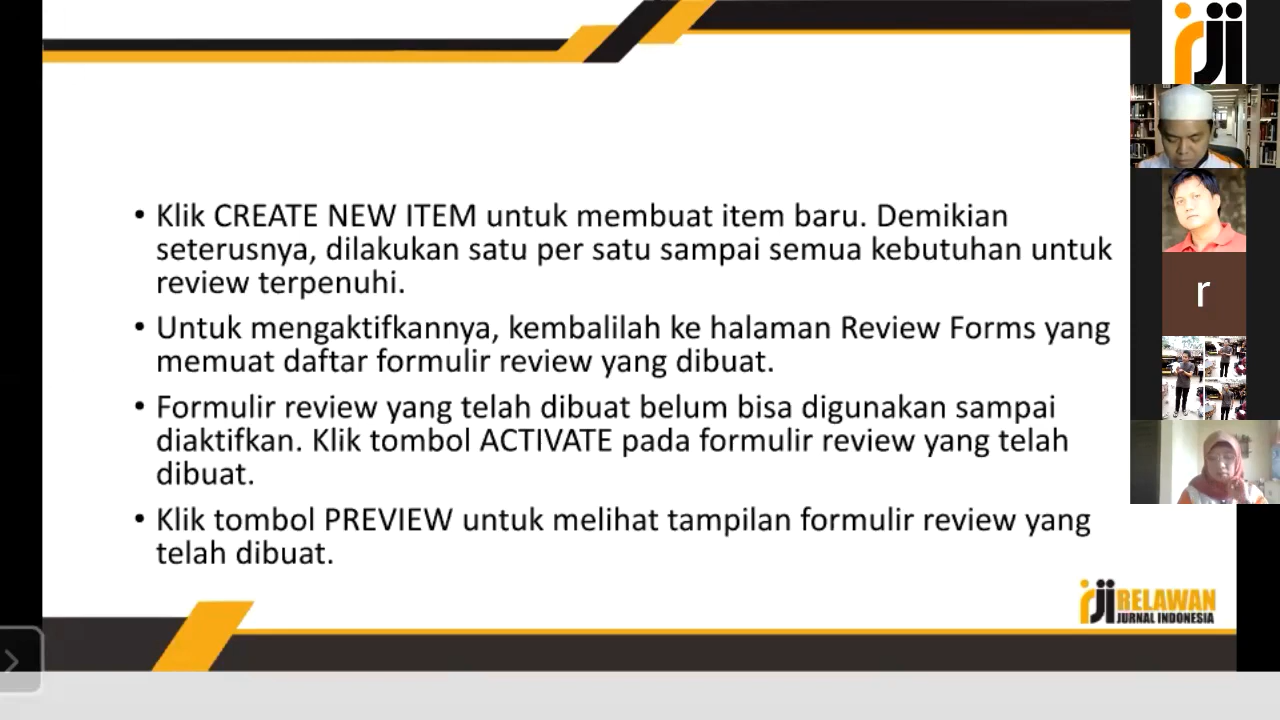 • Klik CREATE NEW ITEM untuk membuat item baru. Demikian
seterusnya, dilakukan satu per satu sampai semua kebutuhan untuk
review terpenuhi.
• Untuk mengaktifkannya, kembalilah ke halaman Review Forms yang
memuat daftar formulir review yang dibuat.
• Formulir review yang telah dibuat belum bisa digunakan sampai
diaktifkan. Klik tombol ACTIVATE pada formulir review yang telah
dibuat.
• Klik tombol PREVIEW untuk melihat tampilan formulir review yang
telah dibuat.
rji
r
rji RELAWAN
JURNAL INDONESIA